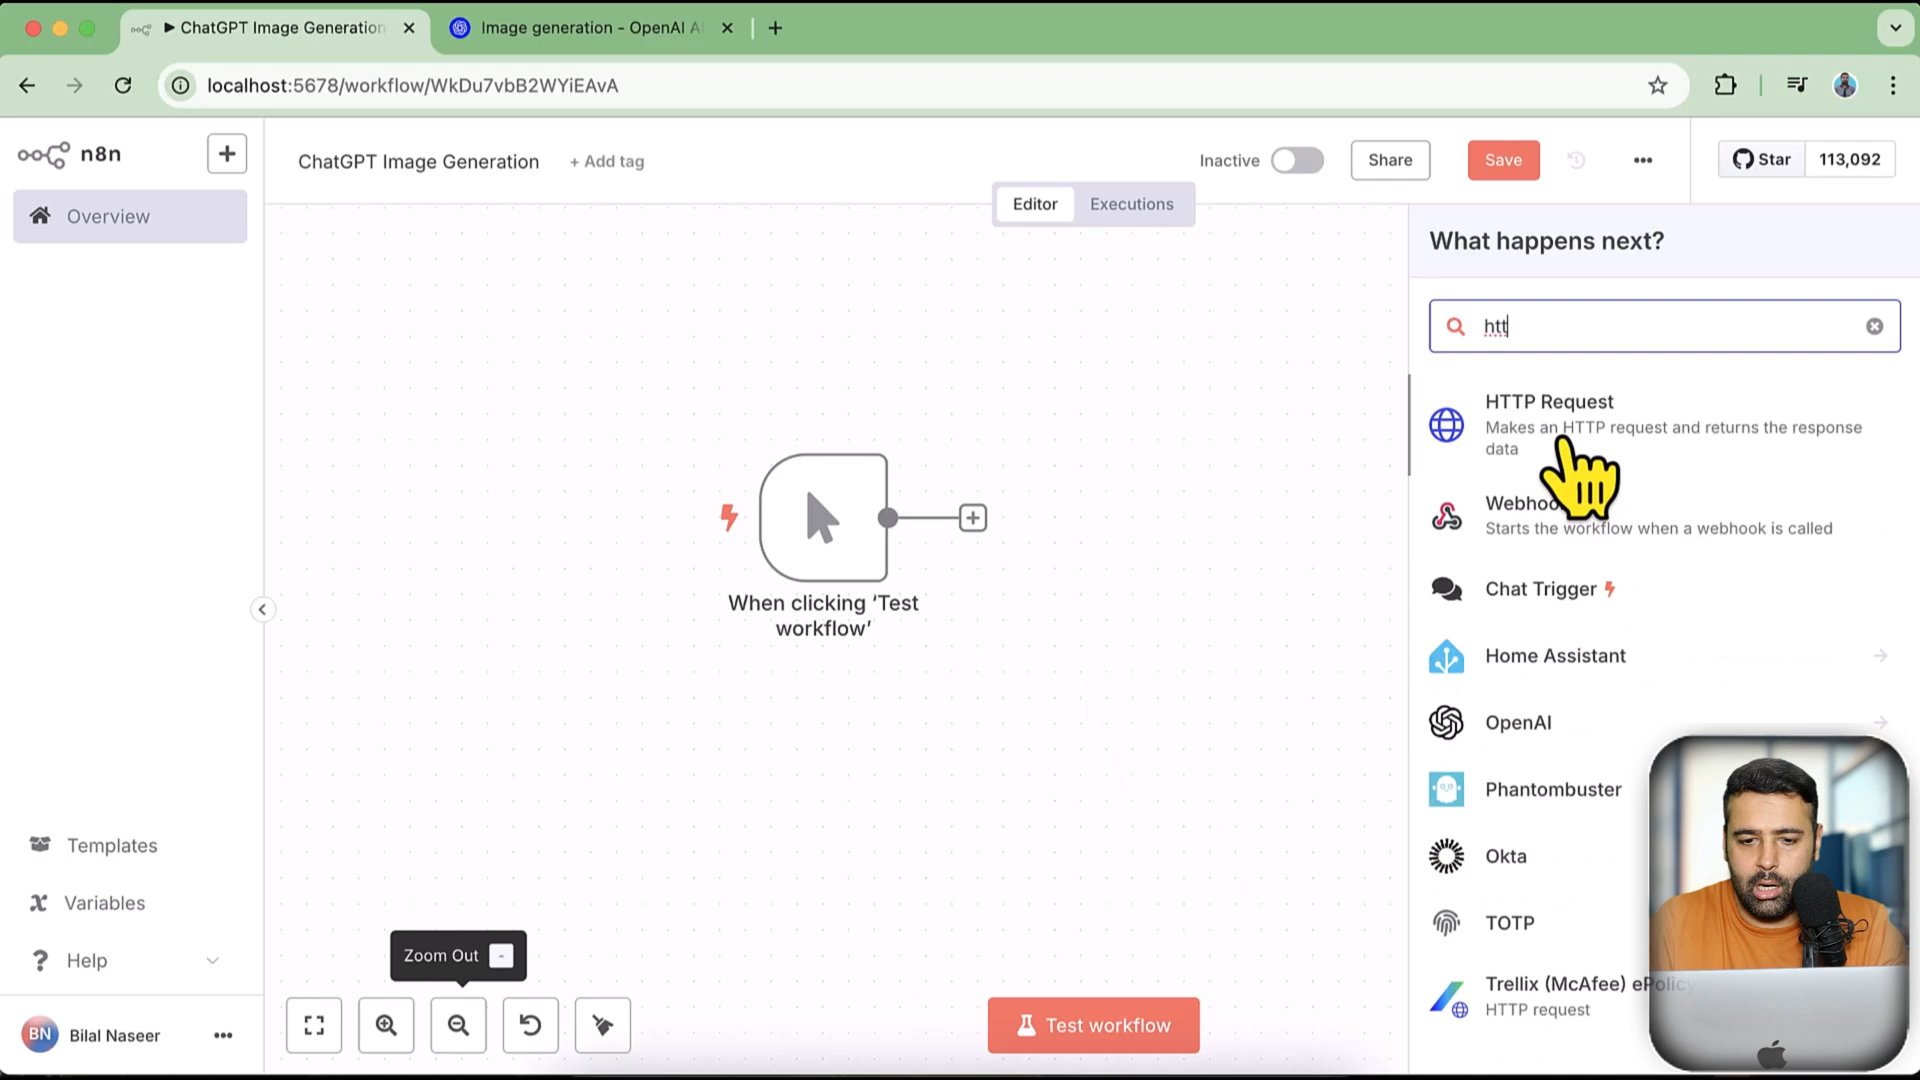 ▶ ChatGPT Image Generation
Image generation - OpenAI A
localhost:5678/workflow/WkDu7vbB2WYiEAvA
n8n
ChatGPT Image Generation
+ Add tag
Inactive
Share
Save
Star
113,092
Overview
Editor
Executions
What happens next?
htt
HTTP Request
Makes an HTTP request and returns the response
data
Webhoo
Starts the workflow when a webhook is called
Chat Trigger
Home Assistant
OpenAI
Phantombuster
Okta
TOTP
Trellix (McAfee) ePolicy
HTTP request
When clicking ‘Test
workflow’
Templates
Variables
Help
Zoom Out -
BN
Bilal Naseer
Test workflow